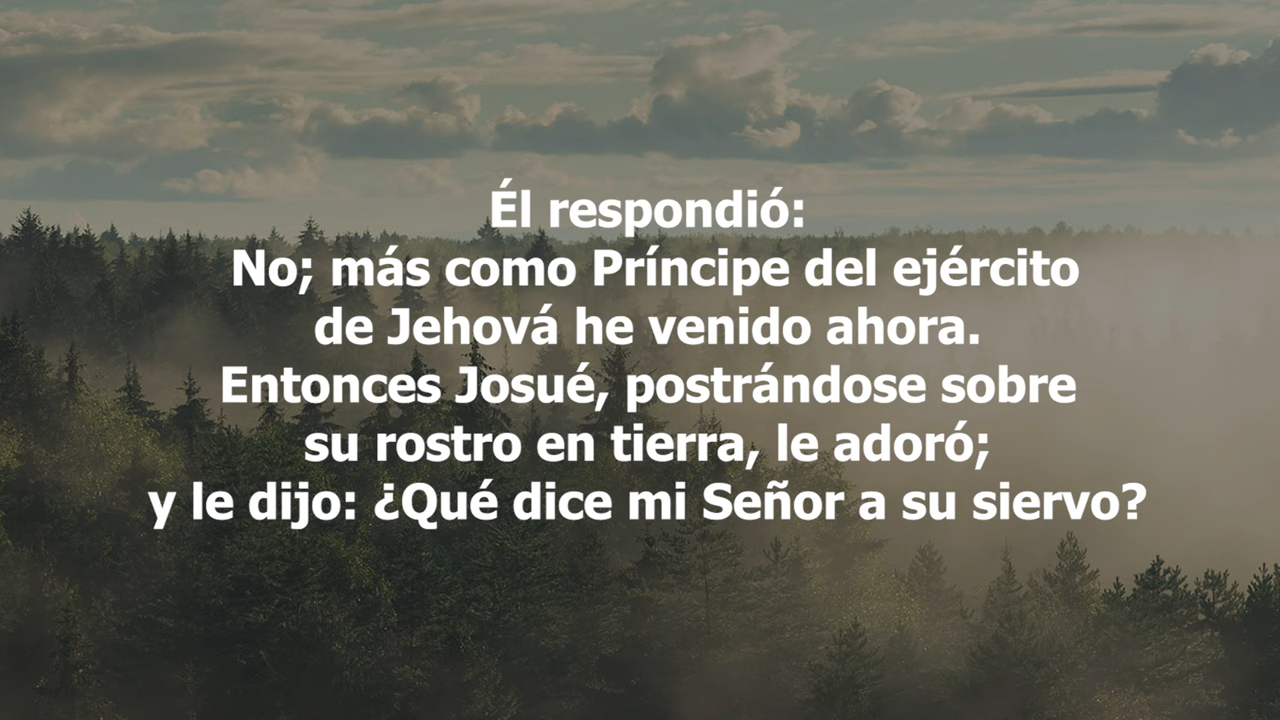 Él respondió:
No; más como Príncipe del ejército
de Jehová he venido ahora.
Entonces Josué, postrándose sobre
su rostro en tierra, le adoró;
y le dijo: ¿Qué dice mi Señor a su siervo?